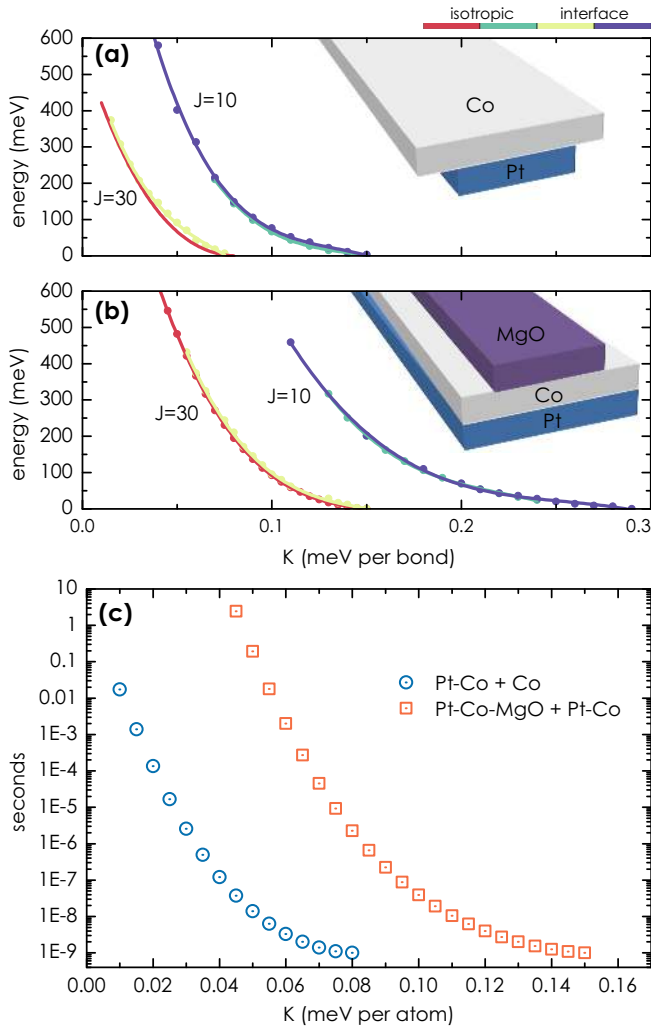 isotropic interface
(a)
600
500
400
300
200
100
0
energy (meV)
J=10
J=30
Co
Pt
(b)
600
500
400
300
200
100
0
energy (meV)
J=30
J=10
MgO
Co
Pt
0.0 0.1 0.2 0.3
K (meV per bond)
(c)
10
1
0.1
0.01
1E-3
1E-4
1E-5
1E-6
1E-7
1E-8
1E-9
seconds
Pt-Co + Co
Pt-Co-MgO + Pt-Co
0.00 0.02 0.04 0.06 0.08 0.10 0.12 0.14 0.16
K (meV per atom)